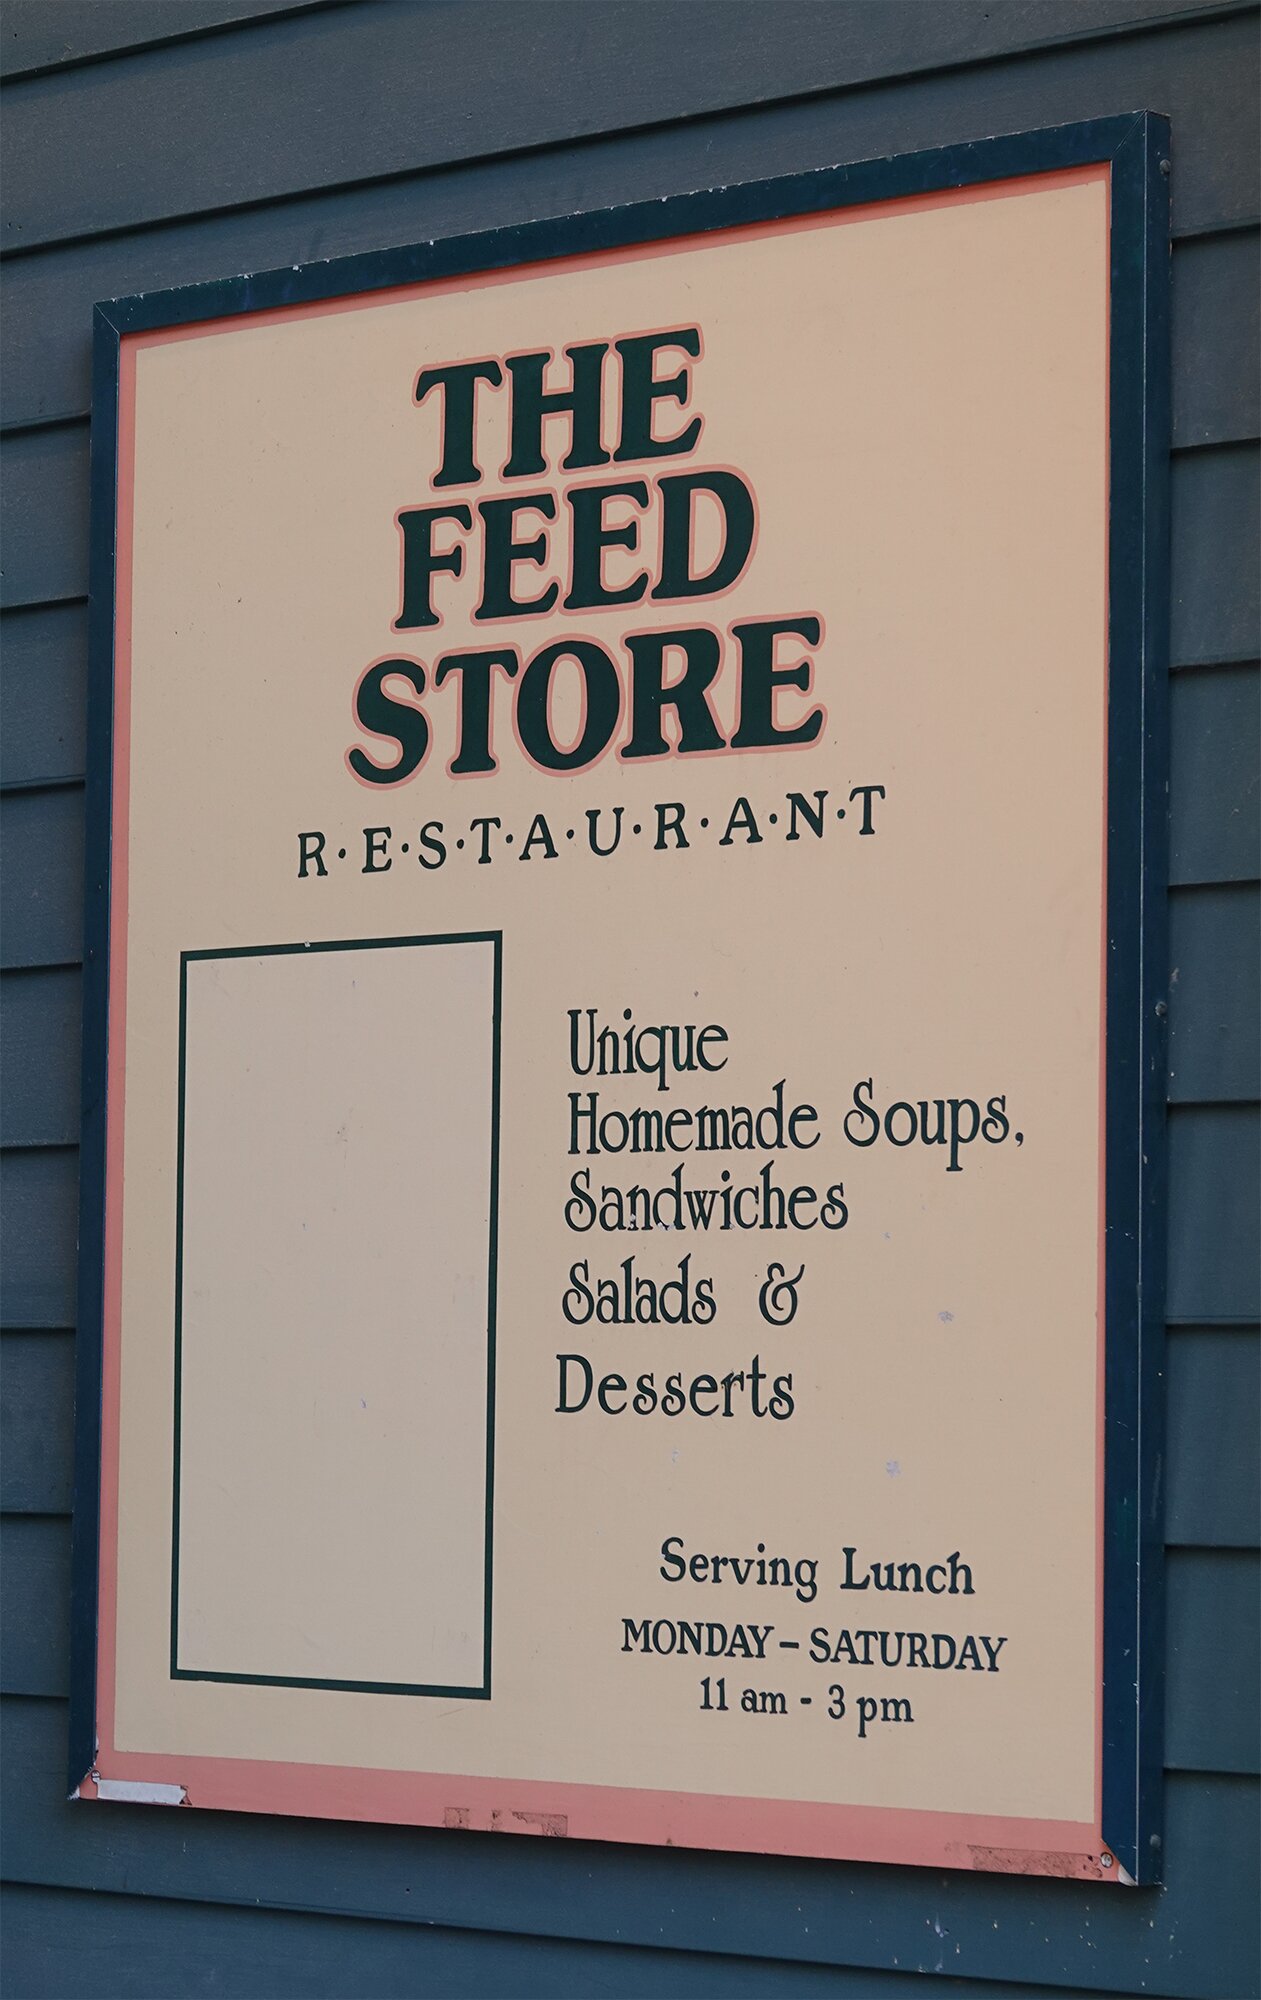 THE
FEED
STORE
R·E·S·T·A·U·R·A·N·T
Unique
Homemade Soups,
Sandwiches
Salads &
Desserts
Serving Lunch
MONDAY – SATURDAY
11 am - 3 pm